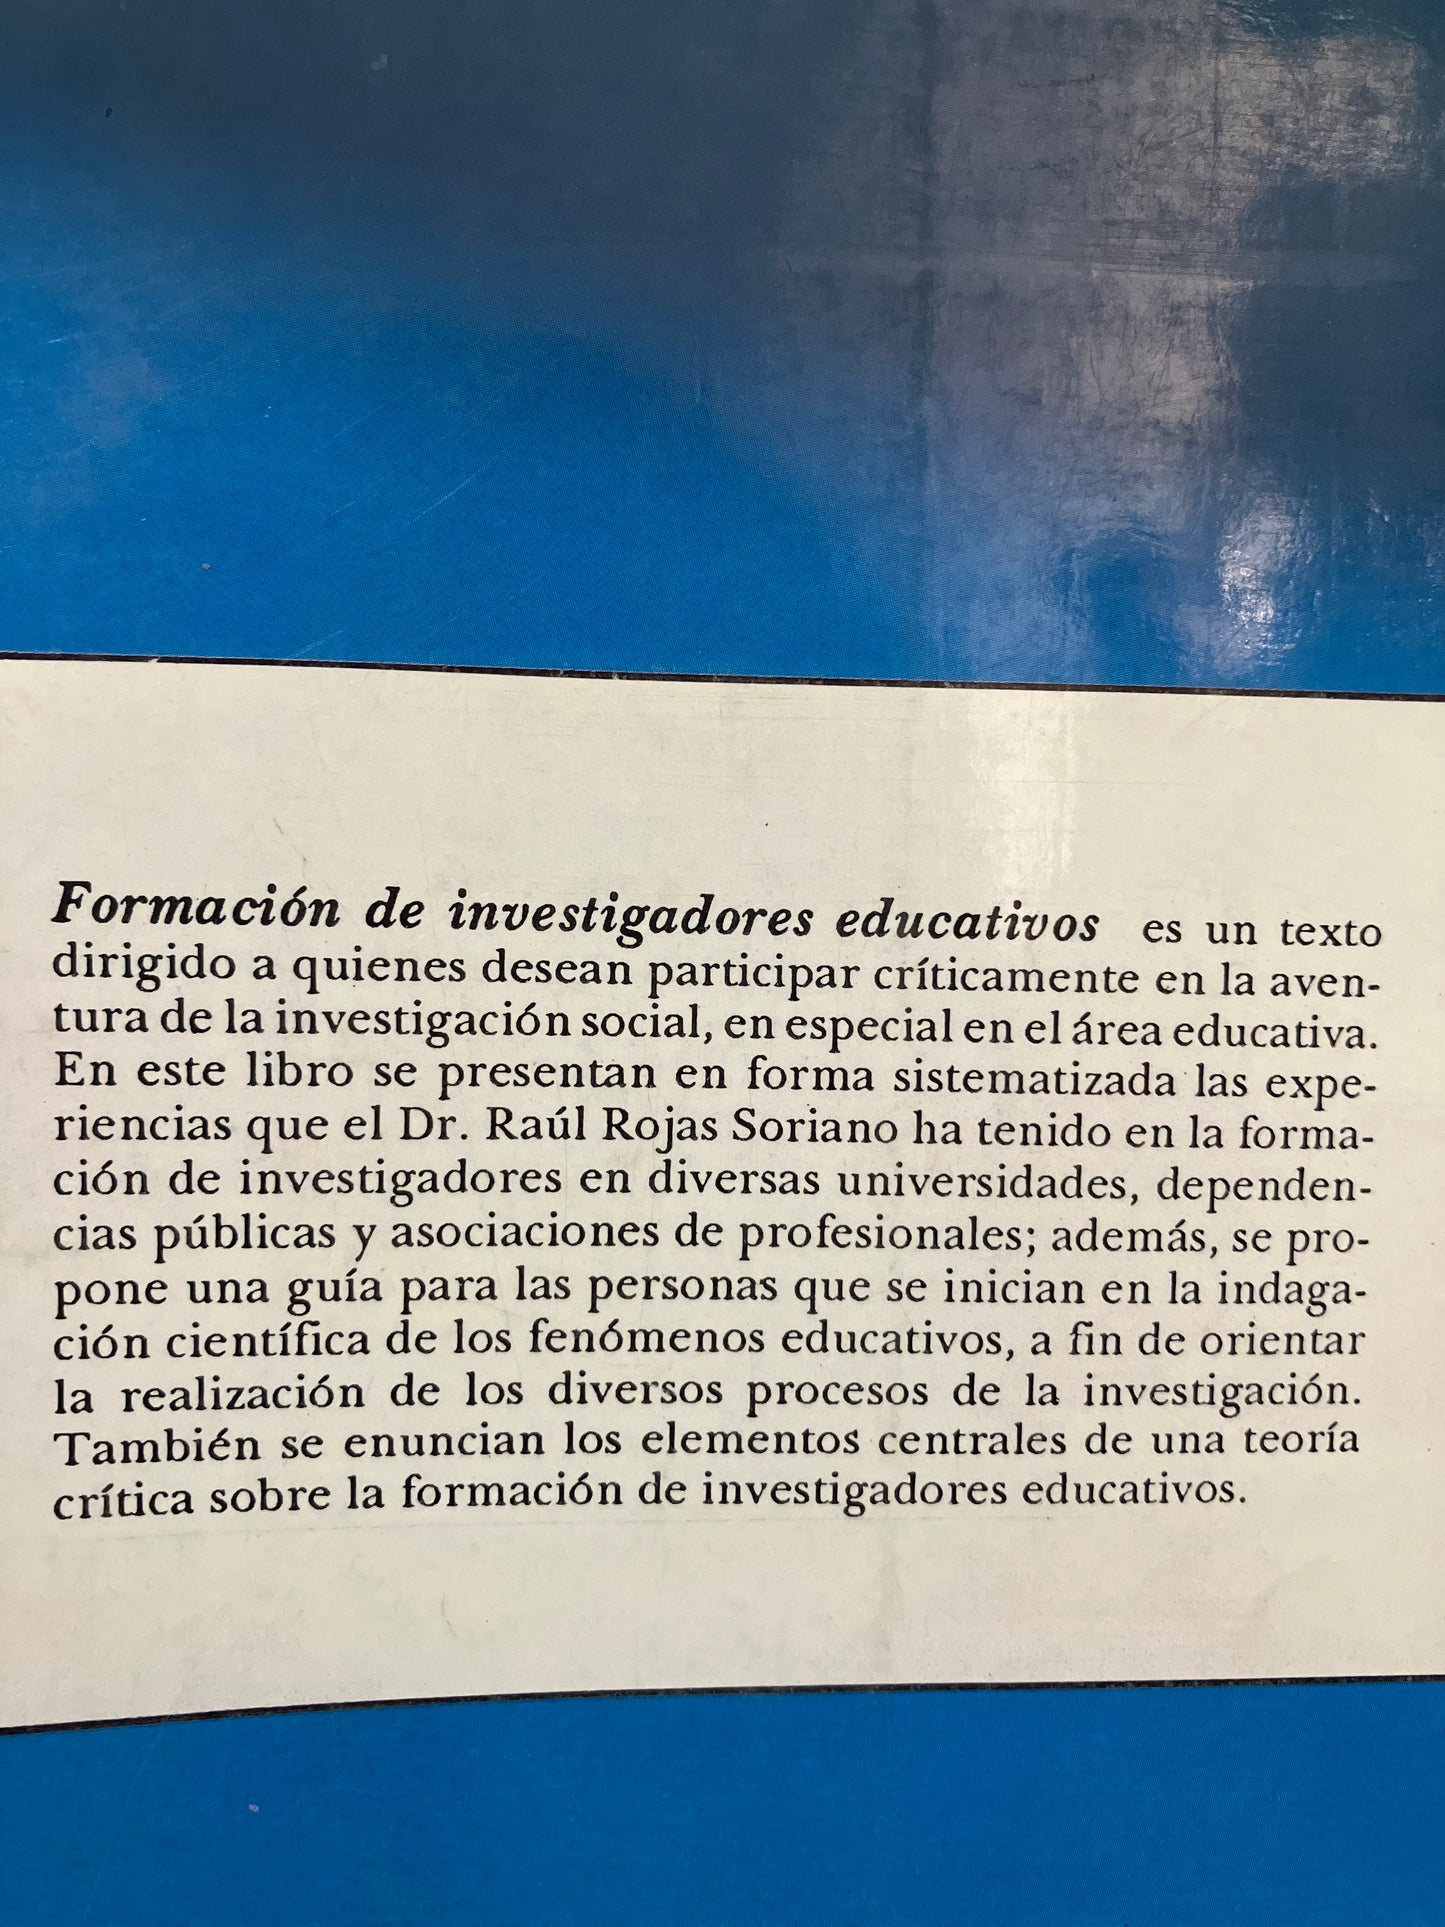 Formación de investigadores educativos es un texto
dirigido a quienes desean participar críticamente en la aven-
tura de la investigación social, en especial en el área educativa.
En este libro se presentan en forma sistematizada las expe-
riencias que el Dr. Raúl Rojas Soriano ha tenido en la forma-
ción de investigadores en diversas universidades, dependen-
cias públicas y asociaciones de profesionales; además, se pro-
pone una guía para las personas que se inician en la indaga-
ción científica de los fenómenos educativos, a fin de orientar
la realización de los diversos procesos de la investigación.
También se enuncian los elementos centrales de una teoría
crítica sobre la formación de investigadores educativos.